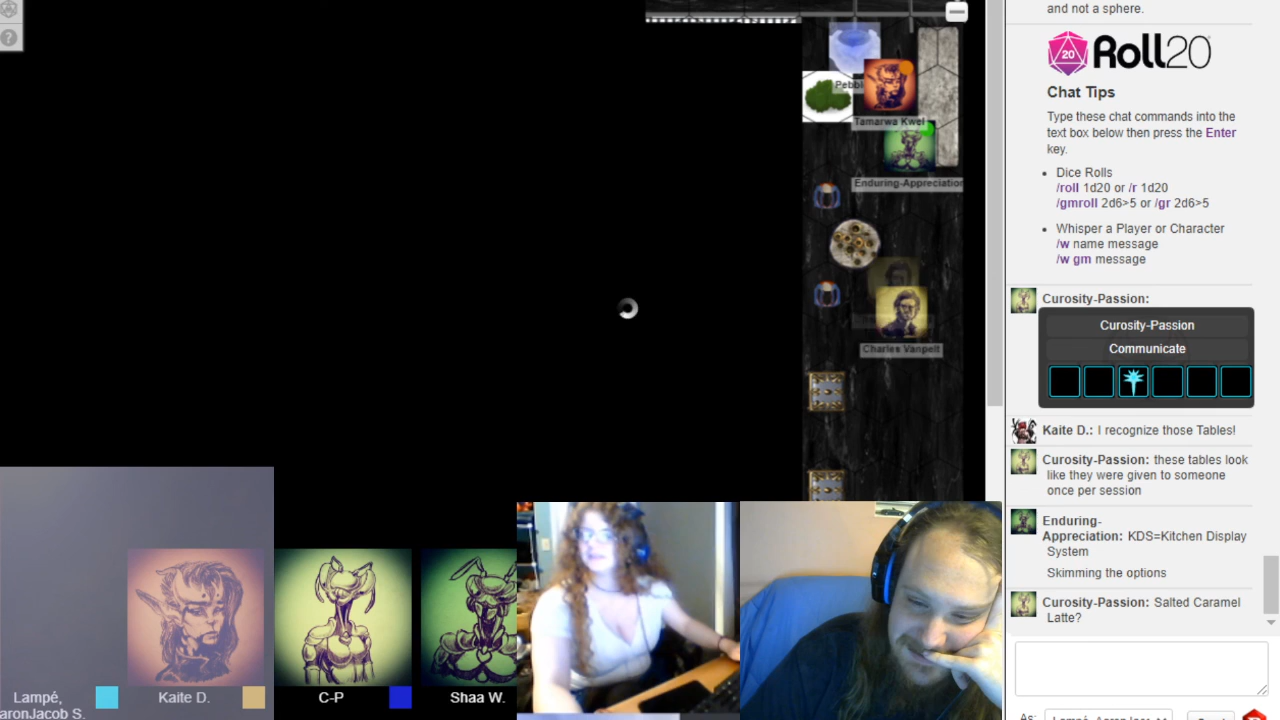 and not a sphere.
20
Roll20
Chat Tips
Type these chat commands into the
text box below then press the Enter
key.
Dice Rolls
/roll 1d20 or /r 1d20
/gmroll 2d6>5 or /gr 2d6>5
Whisper a Player or Character
/w name message
/w gm message
Curosity-Passion:
Curosity-Passion
Communicate
Kaite D.: I recognize those Tables!
Curosity-Passion: these tables look
like they were given to someone
once per session
Enduring-
Appreciation: KDS=Kitchen Display
System
Skimming the options
Curosity-Passion: Salted Caramel
Latte?
As:
?
Pebbl
Tamarwa Kwel
Enduring-Appreciation
Charles Vanpelt
Lampé,
aronJacob S.
Kaite D.
C-P
Shaa W.